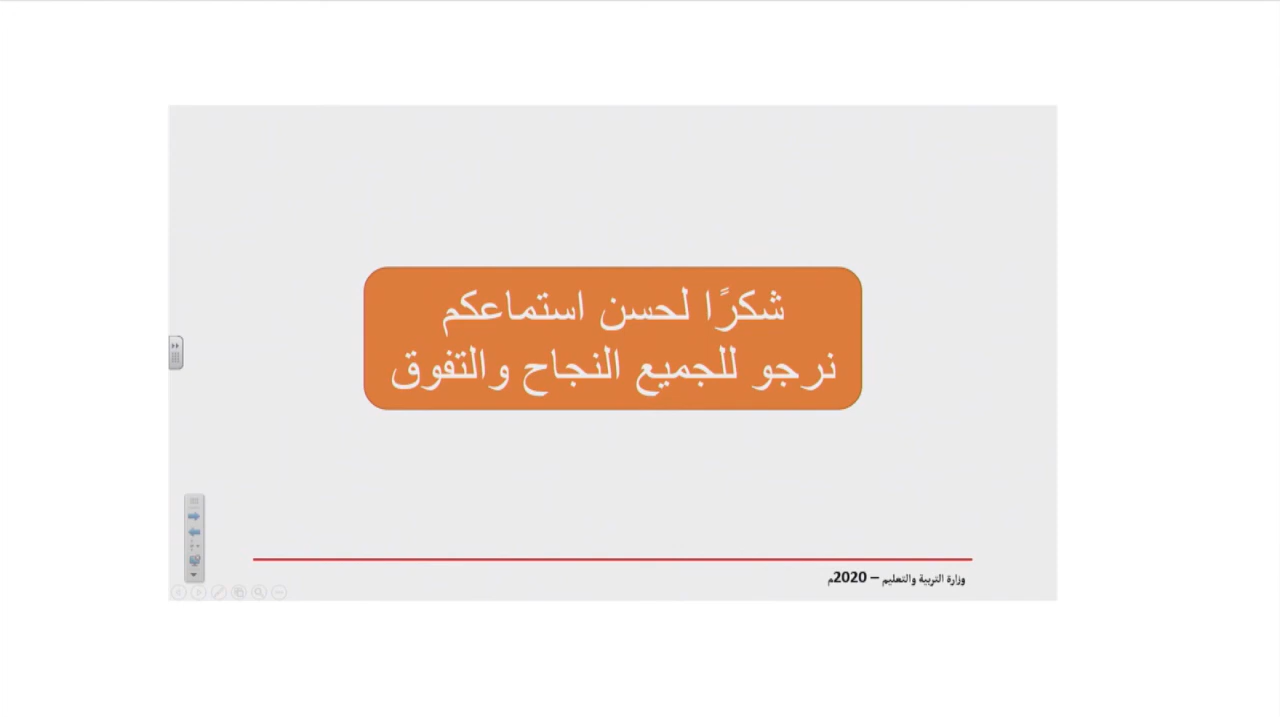 شكرًا لحسن استماعكم
نرجو للجميع النجاح والتفوق
وزارة التربية والتعليم – 2020م